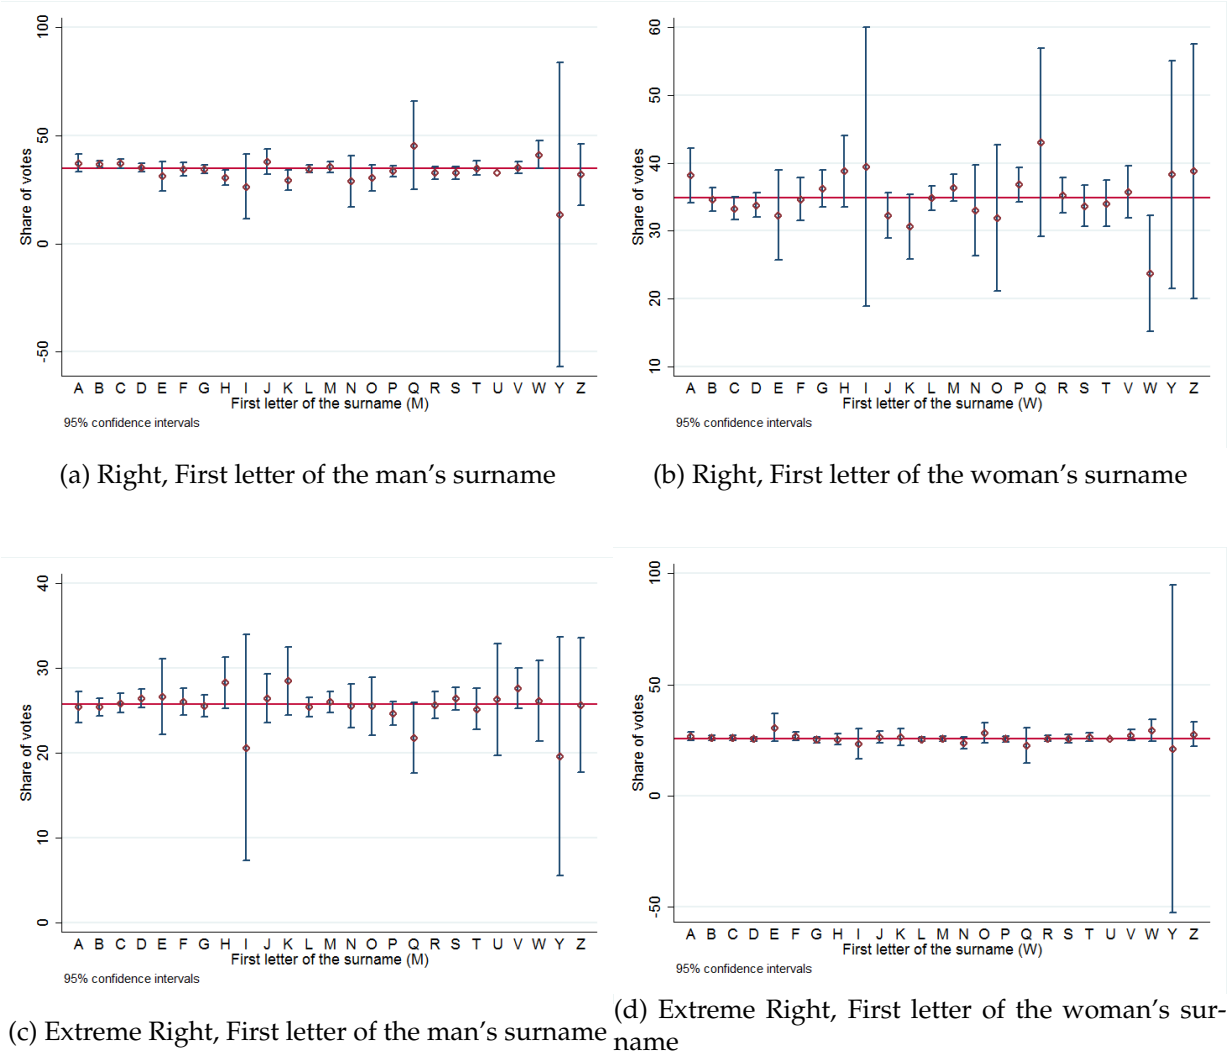 100
50
0
-50
Share of votes
A B C D E F G H I J K L M N O P Q R S T U V W Y Z
First letter of the surname (M)
95% confidence intervals
(a) Right, First letter of the man's surname
60
50
40
30
20
10
Share of votes
A B C D E F G H I J K L M N O P Q R S T V W Y Z
First letter of the surname (W)
95% confidence intervals
(b) Right, First letter of the woman's surname
40
30
20
10
0
Share of votes
A B C D E F G H I J K L M N O P Q R S T U V W Y Z
First letter of the surname (M)
95% confidence intervals
(c) Extreme Right, First letter of the man's surname
100
50
0
-50
Share of votes
A B C D E F G H I J K L M N O P Q R S T U V W Y Z
First letter of the surname (W)
95% confidence intervals
(d) Extreme Right, First letter of the woman's sur-
name